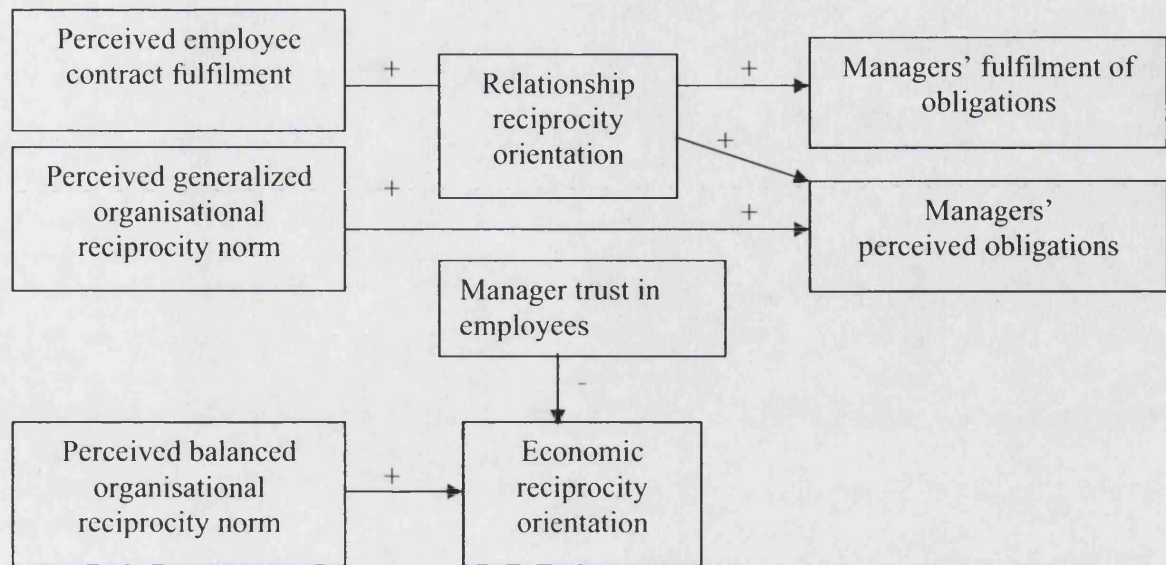 Perceived employee
contract fulfilment
+
Relationship
reciprocity
orientation
+
+
Managers’ fulfilment of
obligations
Perceived generalized
organisational
reciprocity norm
+
+
Managers’
perceived obligations
Manager trust in
employees
-
Perceived balanced
organisational
reciprocity norm
+
Economic
reciprocity
orientation